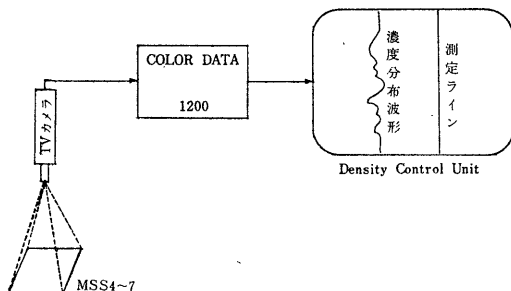 COLOR DATA
1200
TVカメラ
濃度分布波形
測定ライン
Density Control Unit
MSS4~7